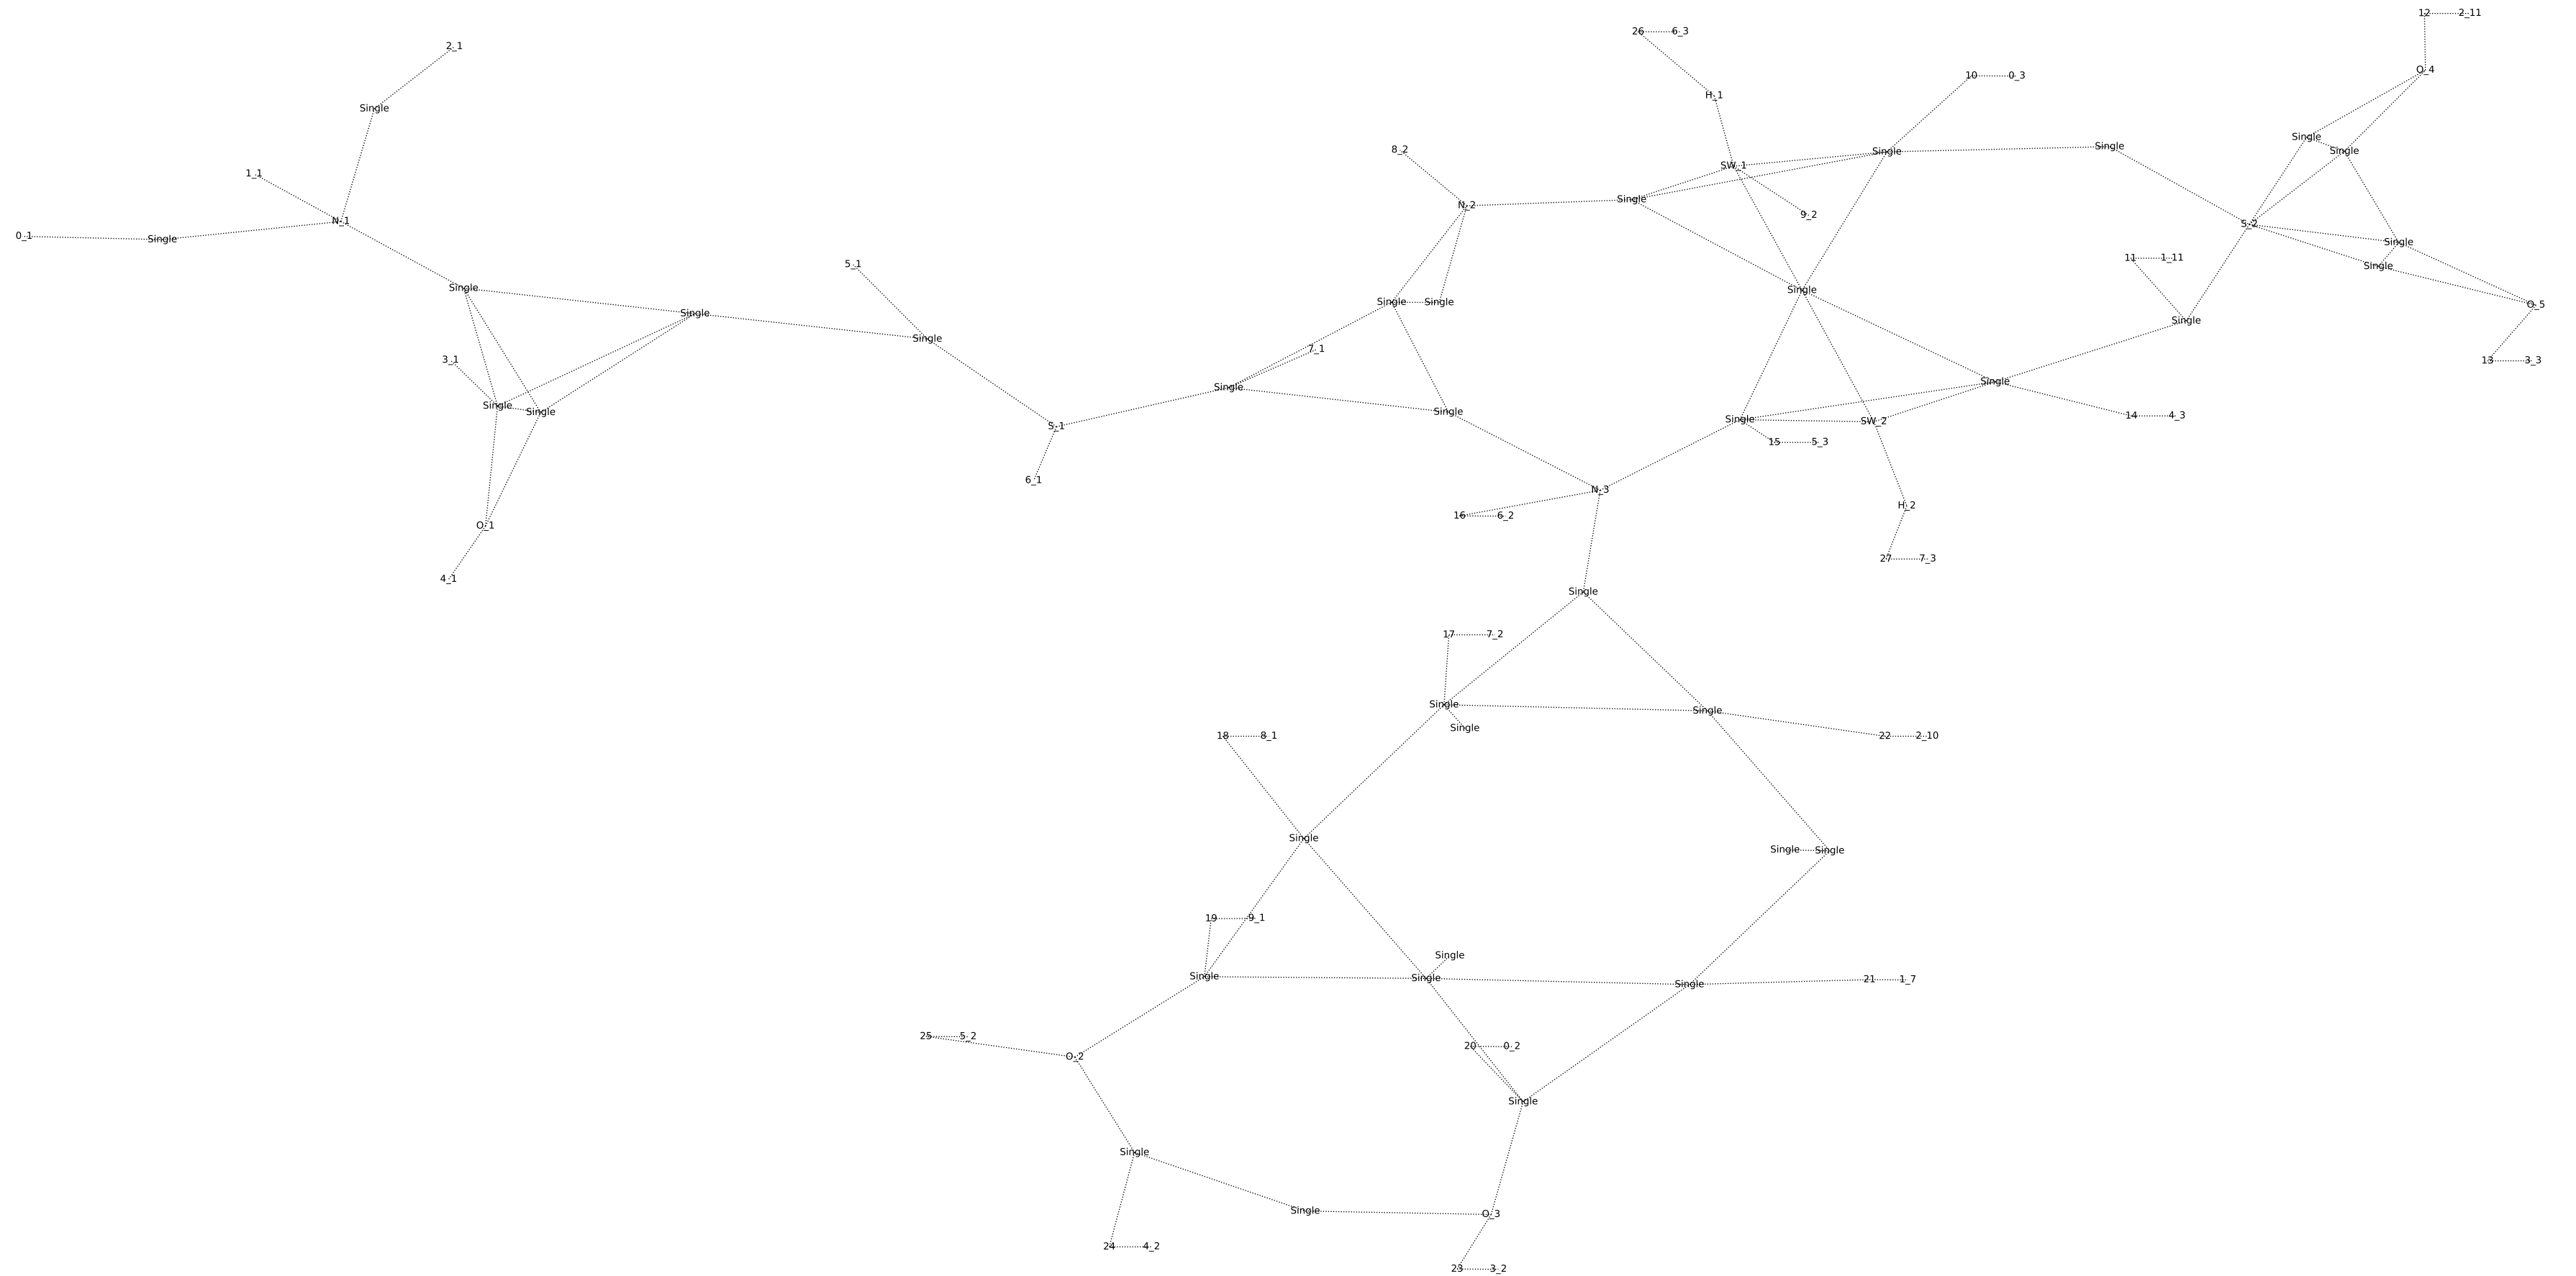 12 2_11
26 6_3
2_1
O_4
10 0_3
H_1
Single
Single
8_2 Single Single Single
SW_1
1_1
Single
N_2
9_2
N_1 S_2
0_1 Single
Single
11 1_11
5_1 Single
Single Single
Single Single O_5
Single
Single
Single
7_1
3_1 13 3_3
Single Single
Single Single
Single 14 4_3
Single SW_2
S_1
15 5_3
6_1
N_3
H_2
16 6_2
O_1
27 7_3
4_1
Single
17 7_2
Single
Single
Single
18 8_1 22 2_10
Single
Single Single
19 9_1
Single
Single Single 21 1_7
Single
25 5_2
20 0_2
O_2
Single
Single
Single O_3
24 4_2
23 3_2